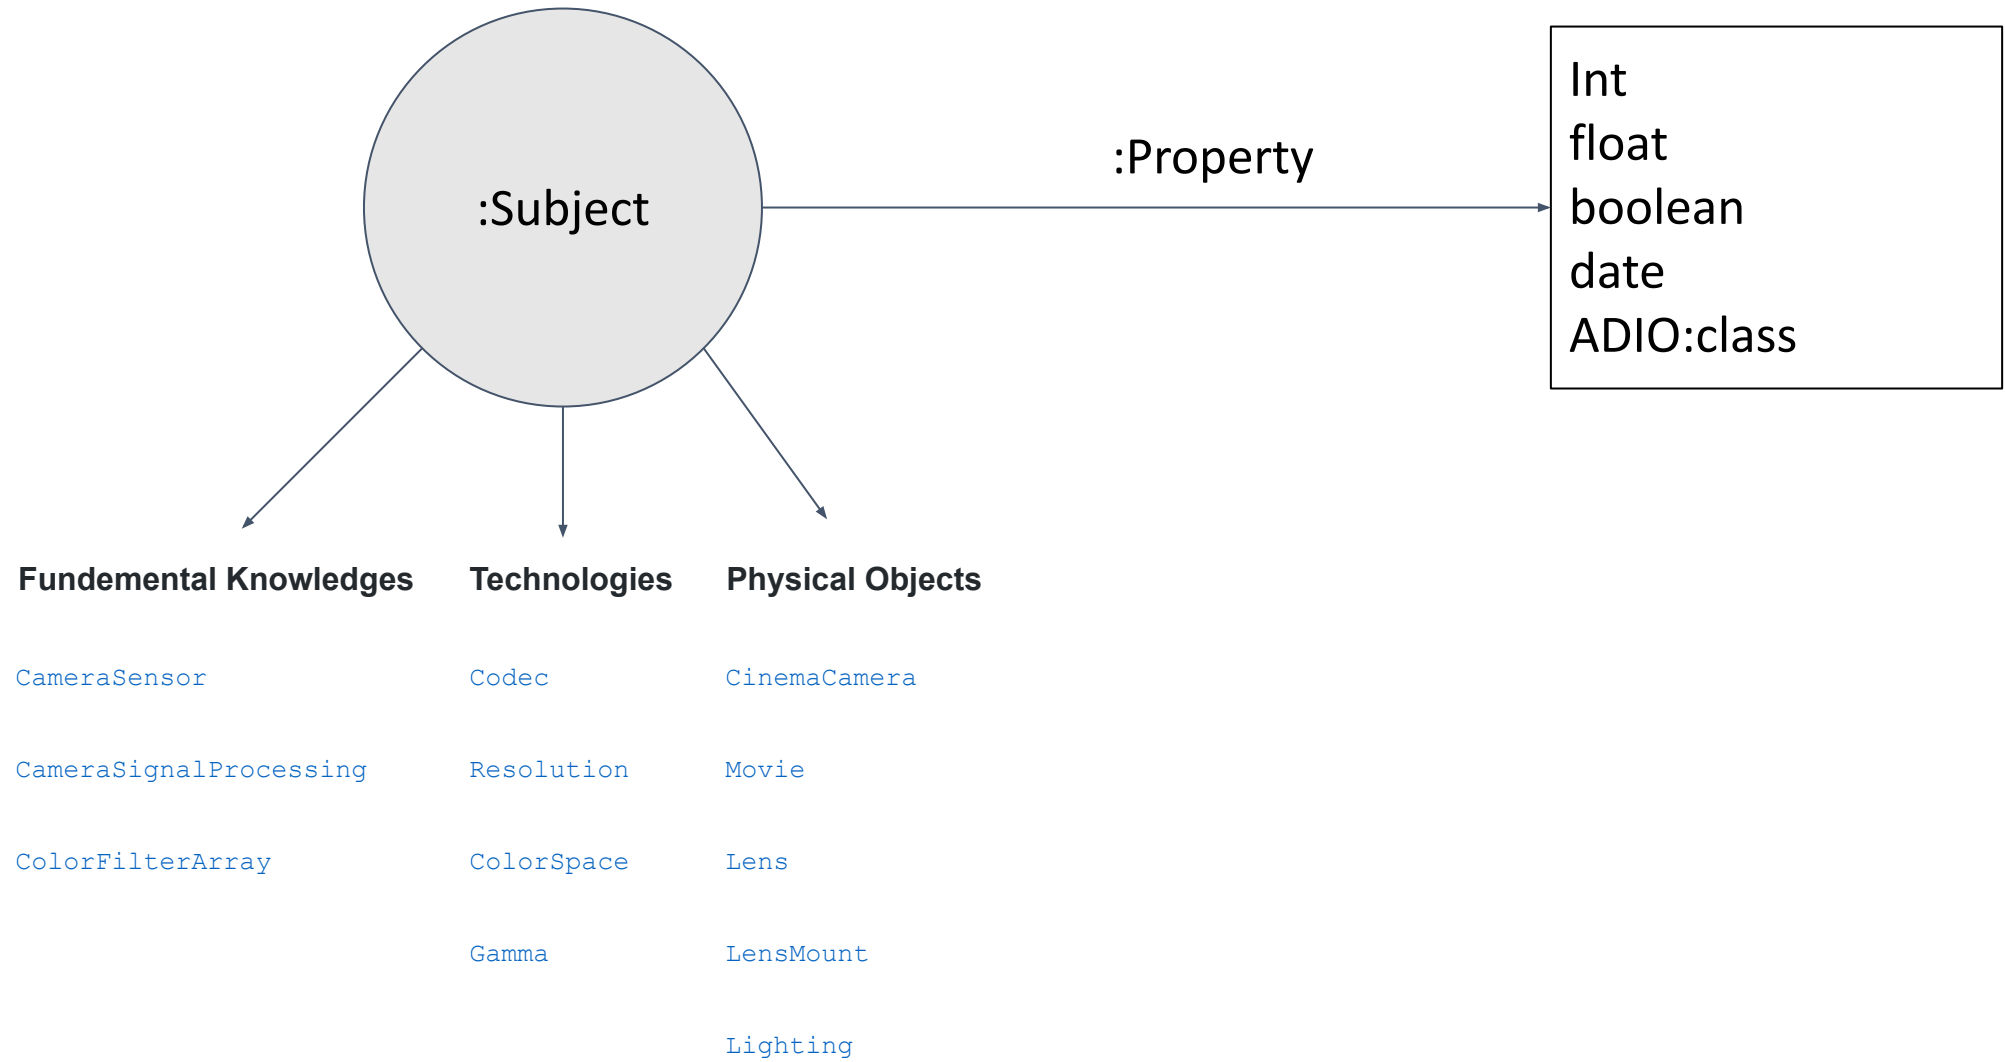 :Subject
:Property
Int
float
boolean
date
ADIO:class
Fundemental Knowledges
Technologies
Physical Objects
CameraSensor
Codec
CinemaCamera
CameraSignalProcessing
Resolution
Movie
ColorFilterArray
ColorSpace
Lens
Gamma
LensMount
Lighting